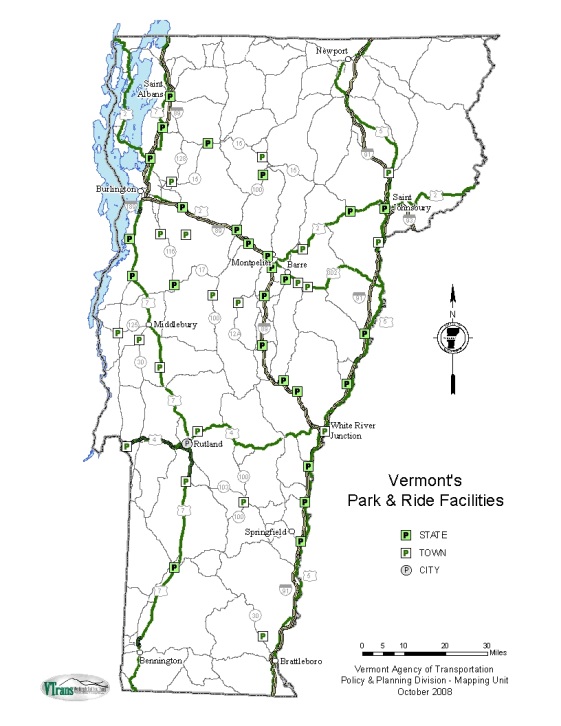 Newport
Saint
Albans
Burlington
Saint
Johnsbury
Montpelier
Barre
Middlebury
White River
Junction
Rutland
Vermont's
Park & Ride Facilities
P STATE
P TOWN
P CITY
Springfield
Bennington
Brattleboro
N
0 5 10 20 30
Miles
Vermont Agency of Transportation
Policy & Planning Division - Mapping Unit
October 2008
VTrans